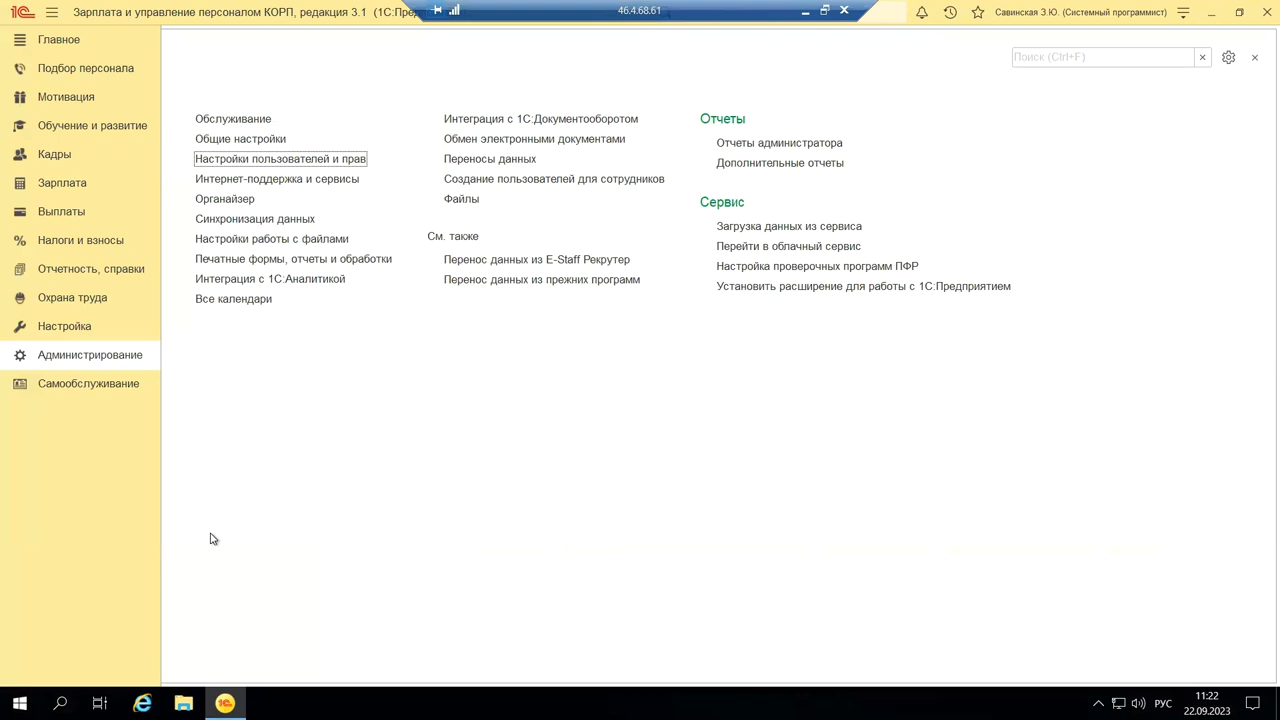 Зарплата и управление персоналом КОРП, редакция 3.1 (1С:Пред
46.4.68.61
Савинская З.Ю. (Системный программист)
Главное
Подбор персонала
Мотивация
Обучение и развитие
Кадры
Зарплата
Выплаты
Налоги и взносы
Отчетность, справки
Охрана труда
Настройка
Администрирование
Самообслуживание
Поиск (Ctrl+F)
Обслуживание
Общие настройки
Настройки пользователей и прав
Интернет-поддержка и сервисы
Органайзер
Синхронизация данных
Настройки работы с файлами
Печатные формы, отчеты и обработки
Интеграция с 1С:Аналитикой
Все календари
Интеграция с 1С:Документооборотом
Обмен электронными документами
Переносы данных
Создание пользователей для сотрудников
Файлы
См. также
Перенос данных из E-Staff Рекрутер
Перенос данных из прежних программ
Отчеты
Отчеты администратора
Дополнительные отчеты
Сервис
Загрузка данных из сервиса
Перейти в облачный сервис
Настройка проверочных программ ПФР
Установить расширение для работы с 1С:Предприятием
РУС
11:22
22.09.2023